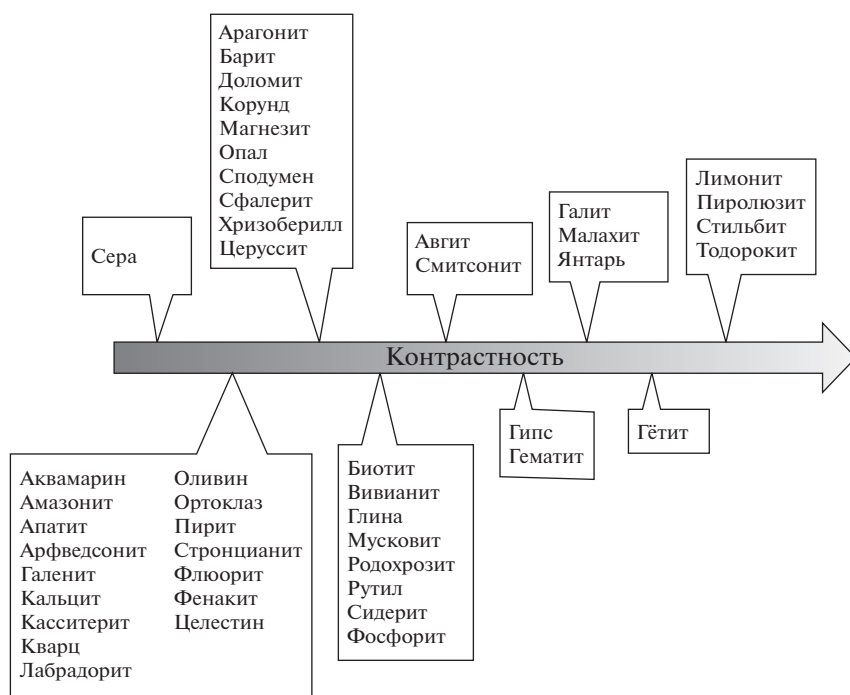 Арагонит
Барит
Доломит
Корунд
Магнезит
Опал
Сподумен
Сфалерит
Хризоберилл
Церуссит
Сера
Авгит
Смитсонит
Галит
Малахит
Янтарь
Лимонит
Пиролюзит
Стильбит
Тодорокит
Контрастность
Аквамарин
Амазонит
Апатит
Арфведсонит
Галенит
Кальцит
Касситерит
Кварц
Лабрадорит
Оливин
Ортоклаз
Пирит
Стронцианит
Флюорит
Фенакит
Целестин
Биотит
Вивианит
Глина
Мусковит
Родохрозит
Рутил
Сидерит
Фосфорит
Гипс
Гематит
Гётит